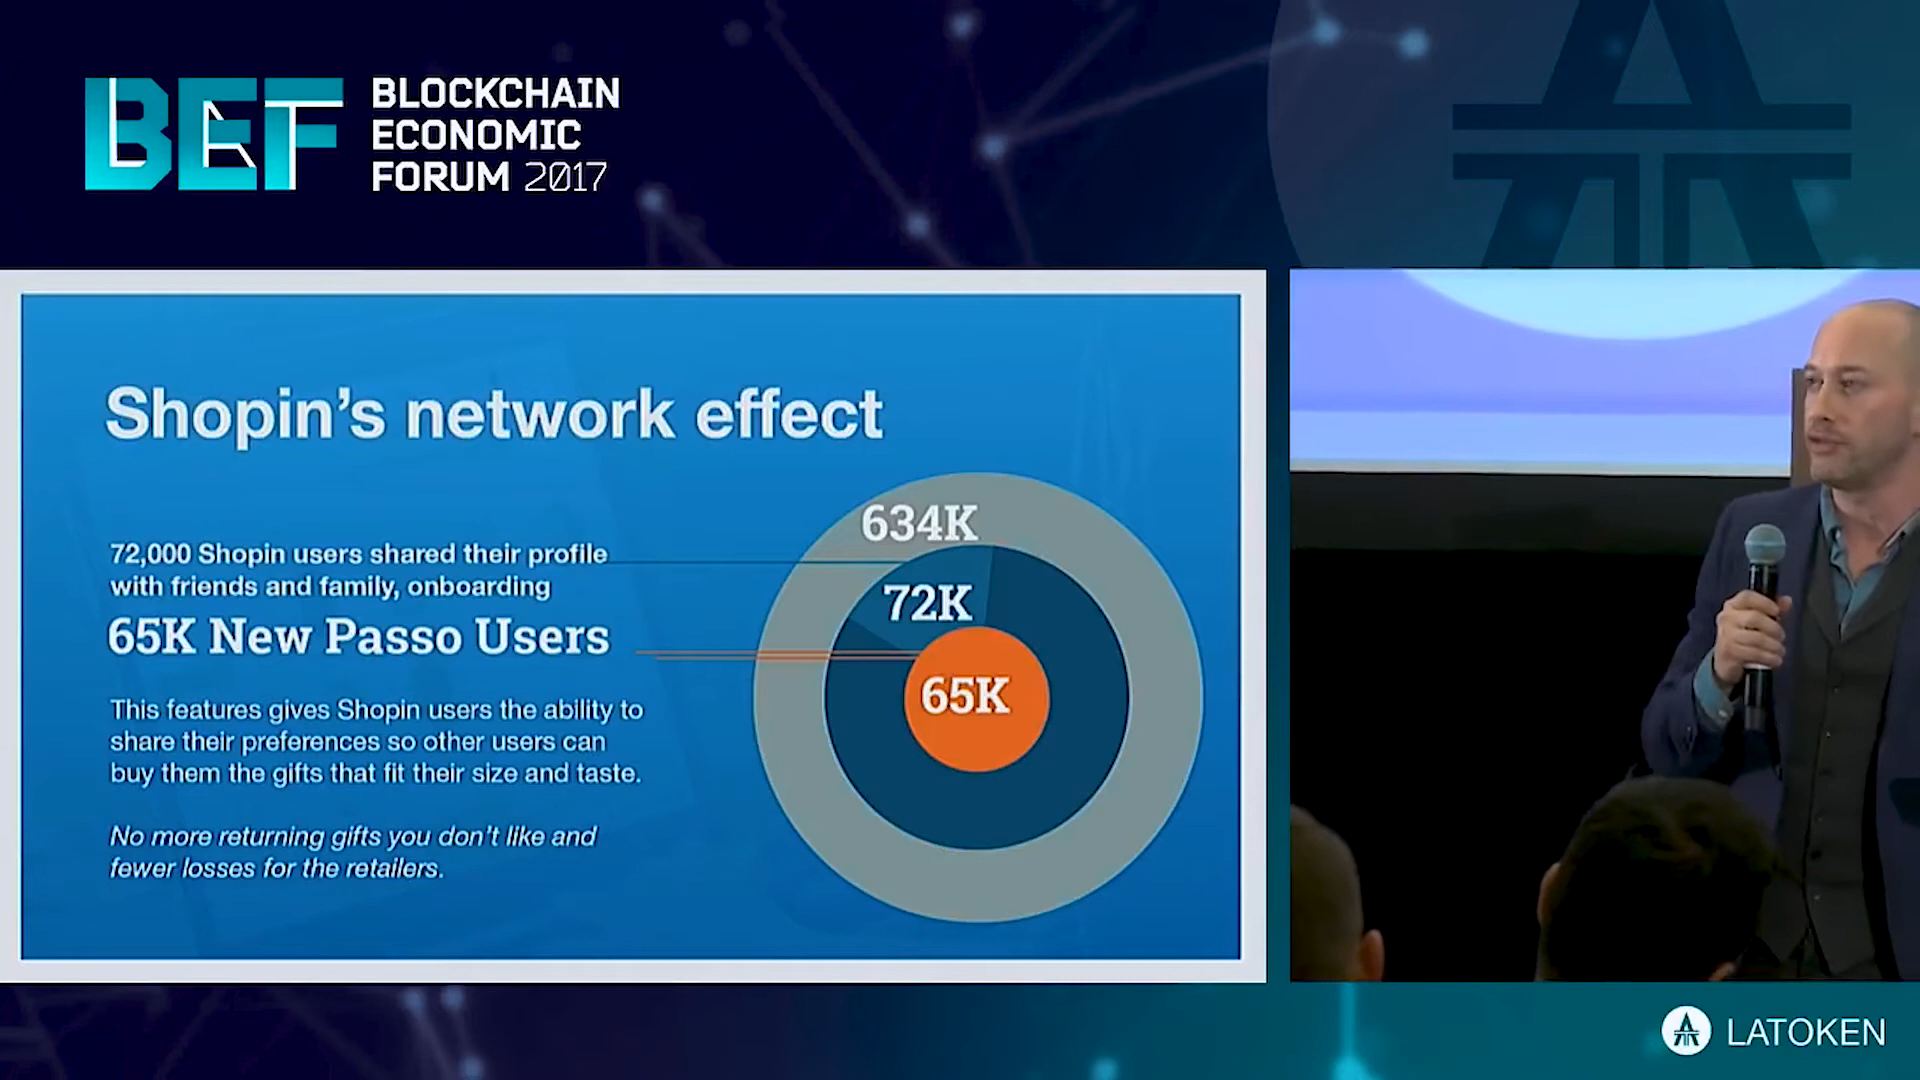 BEF
LAT
BLOCKCHAIN
ECONOMIC
FORUM 2017
Shopin's network effect
72,000 Shopin users shared their profile
with friends and family, onboarding
65K New Passo Users
This features gives Shopin users the ability to
share their preferences so other users can
buy them the gifts that fit their size and taste.
No more returning gifts you don't like and
fewer losses for the retailers.
634K
72K
65K
LATOKEN